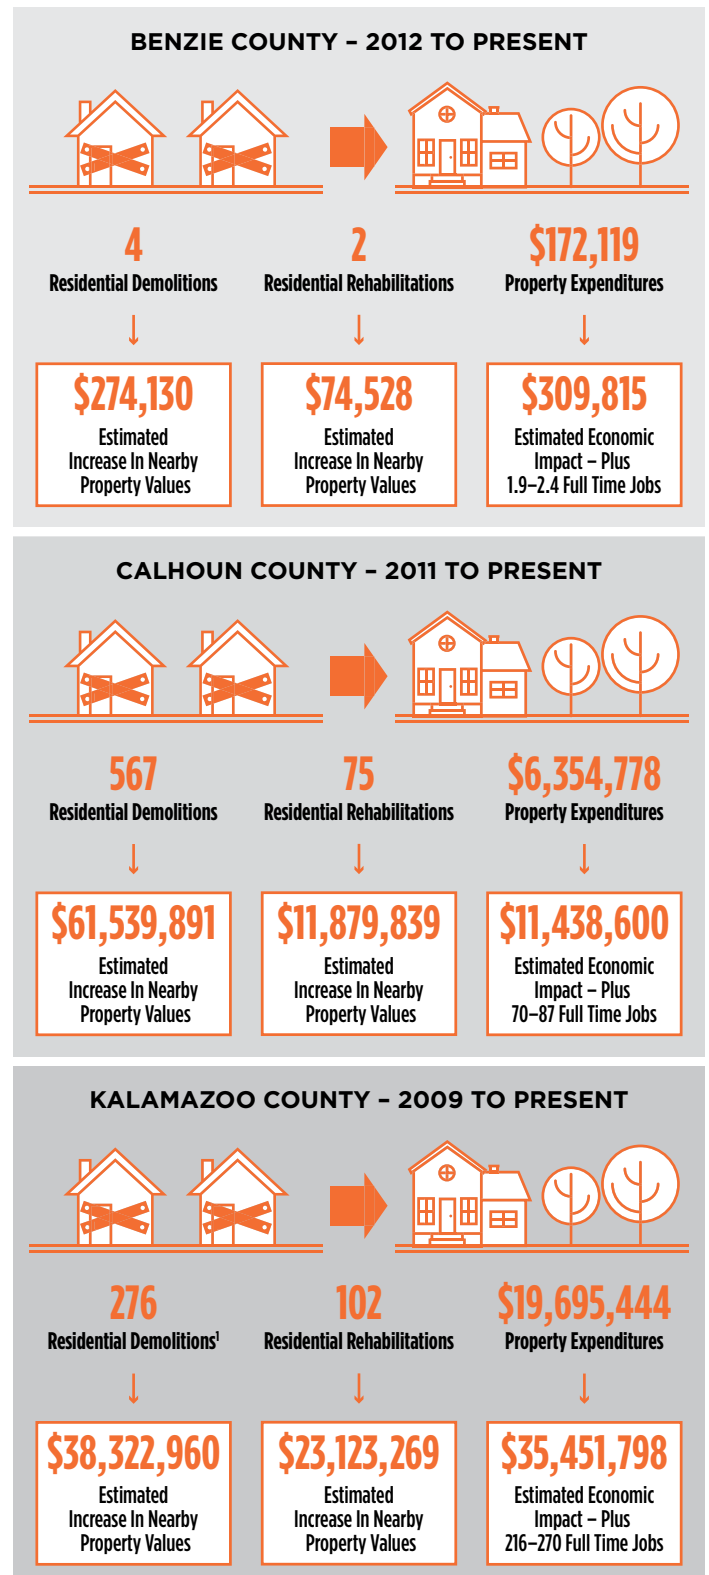 BENZIE COUNTY – 2012 TO PRESENT
4
Residential Demolitions
2
Residential Rehabilitations
$172,119
Property Expenditures
↓
↓
↓
$274,130
Estimated
Increase In Nearby
Property Values
$74,528
Estimated
Increase In Nearby
Property Values
$309,815
Estimated Economic
Impact – Plus
1.9–2.4 Full Time Jobs
CALHOUN COUNTY – 2011 TO PRESENT
567
Residential Demolitions
75
Residential Rehabilitations
$6,354,778
Property Expenditures
↓
↓
↓
$61,539,891
Estimated
Increase In Nearby
Property Values
$11,879,839
Estimated
Increase In Nearby
Property Values
$11,438,600
Estimated Economic
Impact – Plus
70–87 Full Time Jobs
KALAMAZOO COUNTY – 2009 TO PRESENT
276
Residential Demolitions¹
102
Residential Rehabilitations
$19,695,444
Property Expenditures
↓
↓
↓
$38,322,960
Estimated
Increase In Nearby
Property Values
$23,123,269
Estimated
Increase In Nearby
Property Values
$35,451,798
Estimated Economic
Impact – Plus
216–270 Full Time Jobs